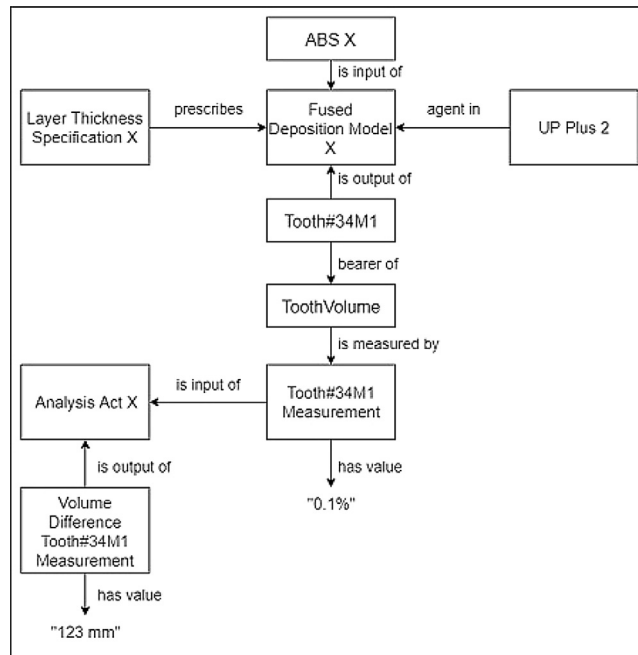 ABS X
is input of
Layer Thickness
Specification X
prescribes
Fused
Deposition Model
X
agent in
UP Plus 2
is output of
Tooth#34M1
bearer of
ToothVolume
is measured by
Analysis Act X
is input of
Tooth#34M1
Measurement
is output of
has value
Volume
Difference
Tooth#34M1
Measurement
"0.1%"
has value
"123 mm"